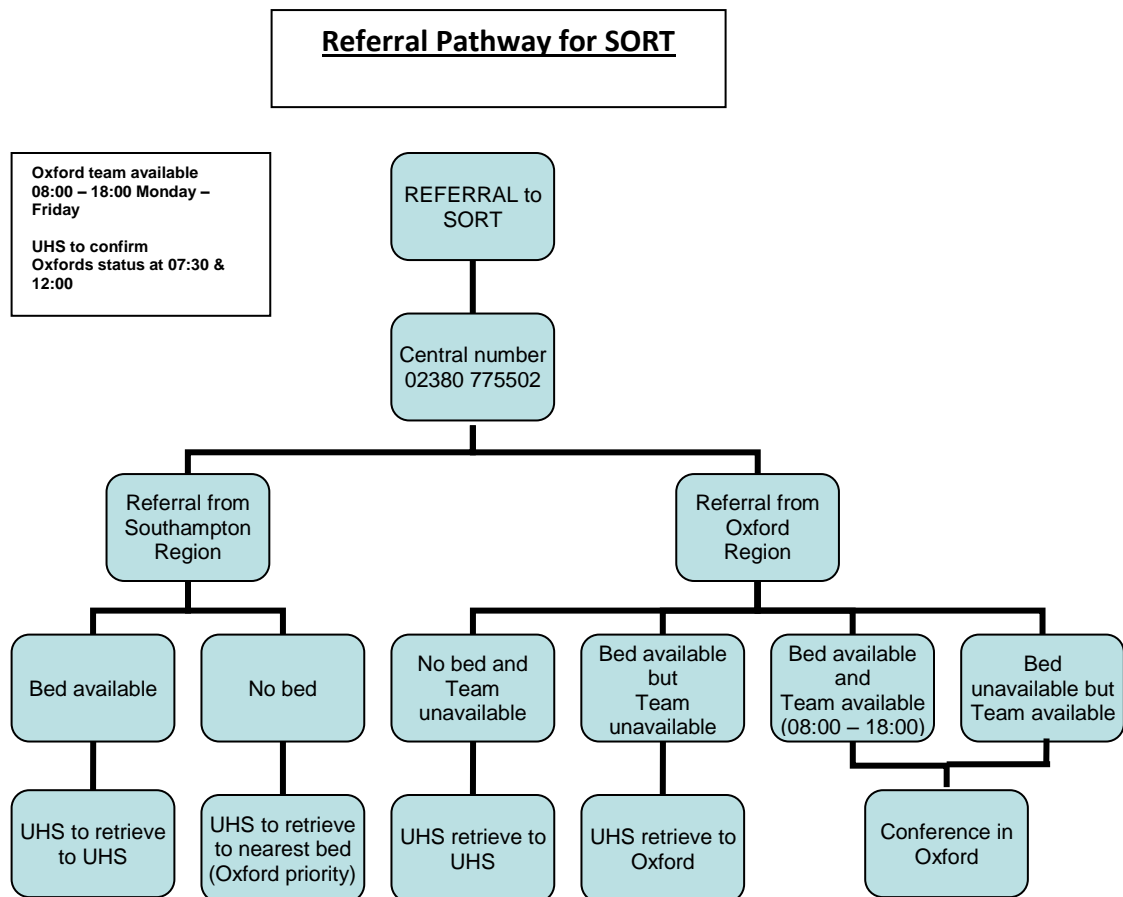 Referral Pathway for SORT
Oxford team available
08:00 – 18:00 Monday –
Friday
UHS to confirm
Oxfords status at 07:30 &
12:00
REFERRAL to
SORT
Central number
02380 775502
Referral from
Southampton
Region
Referral from
Oxford
Region
Bed available
No bed
No bed and
Team
unavailable
Bed available
but
Team
unavailable
Bed available
and
Team available
(08:00 – 18:00)
Bed
unavailable but
Team available
UHS to retrieve
to UHS
UHS to retrieve
to nearest bed
(Oxford priority)
UHS retrieve to
UHS
UHS retrieve to
Oxford
Conference in
Oxford